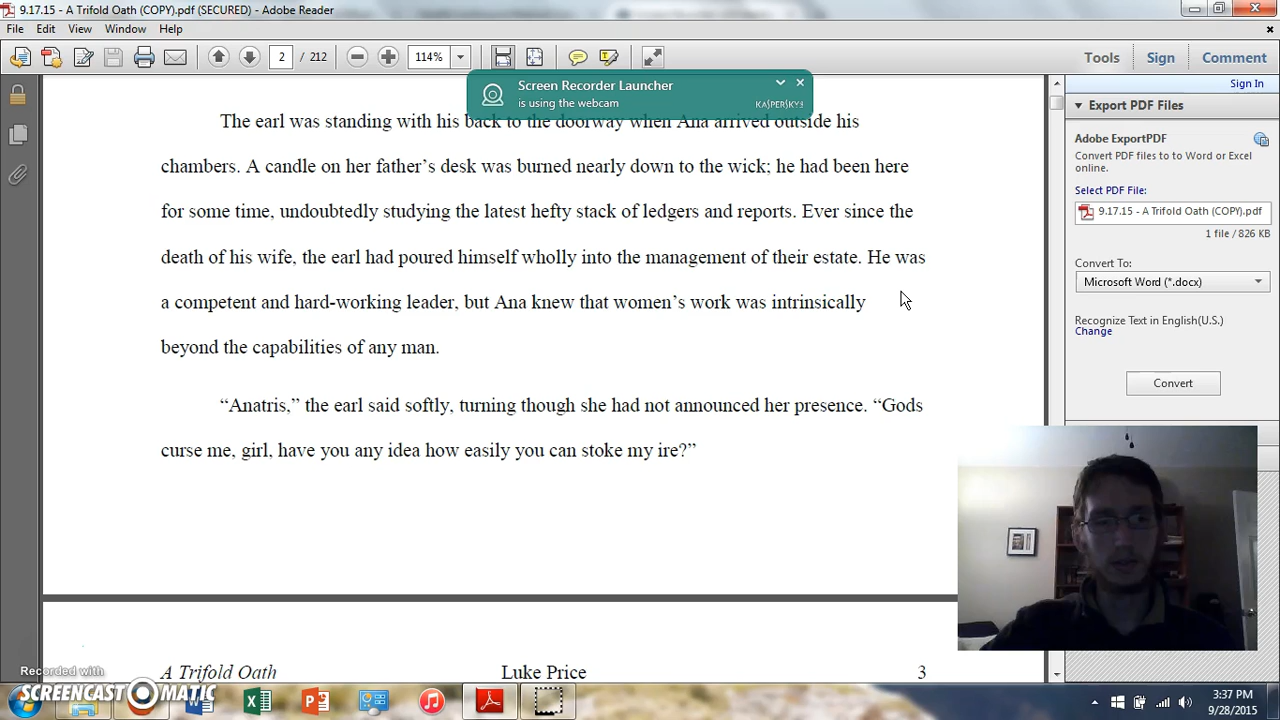 9.17.15 - A Trifold Oath (COPY).pdf (SECURED) - Adobe Reader
File Edit View Window Help
2 / 212 114% Tools Sign Comment
Screen Recorder Launcher
is using the webcam KASPERSKY
Sign In
Export PDF Files
Adobe ExportPDF
Convert PDF files to to Word or Excel
online.
Select PDF File:
9.17.15 - A Trifold Oath (COPY).pdf
1 file / 826 KB
Convert To:
Microsoft Word (*.docx)
Recognize Text in English(U.S.)
Change
Convert
The earl was standing with his back to the doorway when Ana arrived outside his
chambers. A candle on her father’s desk was burned nearly down to the wick; he had been here
for some time, undoubtedly studying the latest hefty stack of ledgers and reports. Ever since the
death of his wife, the earl had poured himself wholly into the management of their estate. He was
a competent and hard-working leader, but Ana knew that women’s work was intrinsically
beyond the capabilities of any man.
“Anatris,” the earl said softly, turning though she had not announced her presence. “Gods
curse me, girl, have you any idea how easily you can stoke my ire?”
A Trifold Oath Luke Price 3
Recorded with
SCREENCAST MATIC
3:37 PM
9/28/2015